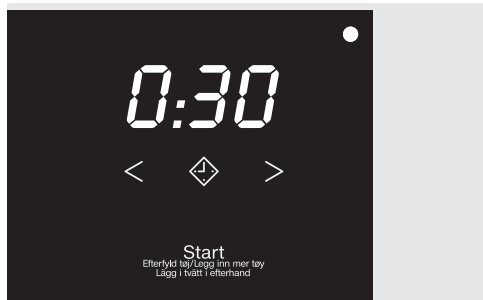 0:30
< >
Start
Efterfyld tøj/Legg inn mer tøy
Lägg i tvätt i efterhand